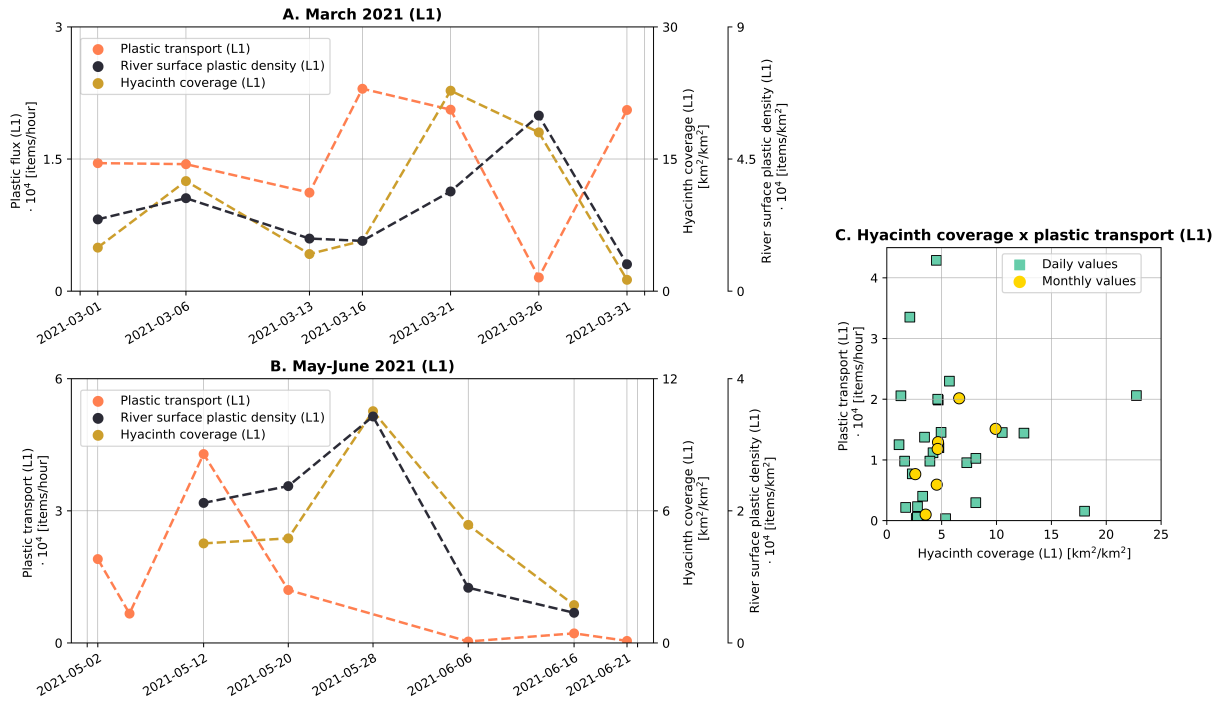 A. March 2021 (L1)
Plastic transport (L1)
River surface plastic density (L1)
Hyacinth coverage (L1)
3
1.5
0
Plastic flux (L1)
· 10⁴ [items/hour]
30
15
0
Hyacinth coverage (L1)
[km²/km²]
9
4.5
0
River surface plastic density (L1)
· 10⁴ [items/km²]
2021-03-01
2021-03-06
2021-03-13
2021-03-16
2021-03-21
2021-03-26
2021-03-31
B. May-June 2021 (L1)
Plastic transport (L1)
River surface plastic density (L1)
Hyacinth coverage (L1)
6
3
0
Plastic transport (L1)
· 10⁴ [items/hour]
12
6
0
Hyacinth coverage (L1)
[km²/km²]
4
2
0
River surface plastic density (L1)
· 10⁴ [items/km²]
2021-05-02
2021-05-12
2021-05-20
2021-05-28
2021-06-06
2021-06-16
2021-06-21
C. Hyacinth coverage x plastic transport (L1)
Daily values
Monthly values
4
3
2
1
0
Plastic transport (L1)
· 10⁴ [items/hour]
0
5
10
15
20
25
Hyacinth coverage (L1) [km²/km²]